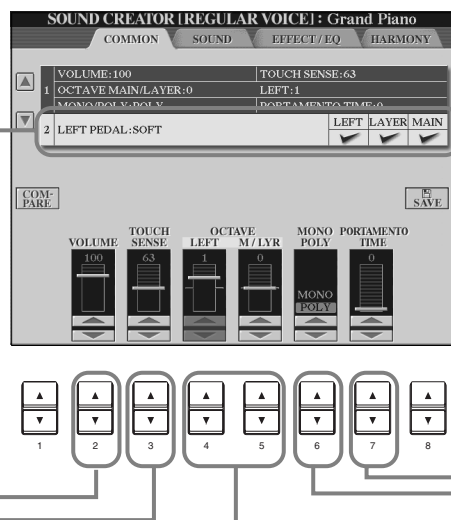 SOUND CREATOR [REGULAR VOICE] : Grand Piano
COMMON SOUND EFFECT / EQ HARMONY
1
VOLUME:100 TOUCH SENSE:63
OCTAVE MAIN/LAYER:0 LEFT:1
MONO/POLY:POLY PORTAMENTO TIME:0
2 LEFT PEDAL:SOFT LEFT LAYER MAIN
COM-
PARE
SAVE
VOLUME TOUCH SENSE OCTAVE LEFT M / LYR MONO POLY PORTAMENTO TIME
100 63 1 0 0
MONO
POLY
1 2 3 4 5 6 7 8